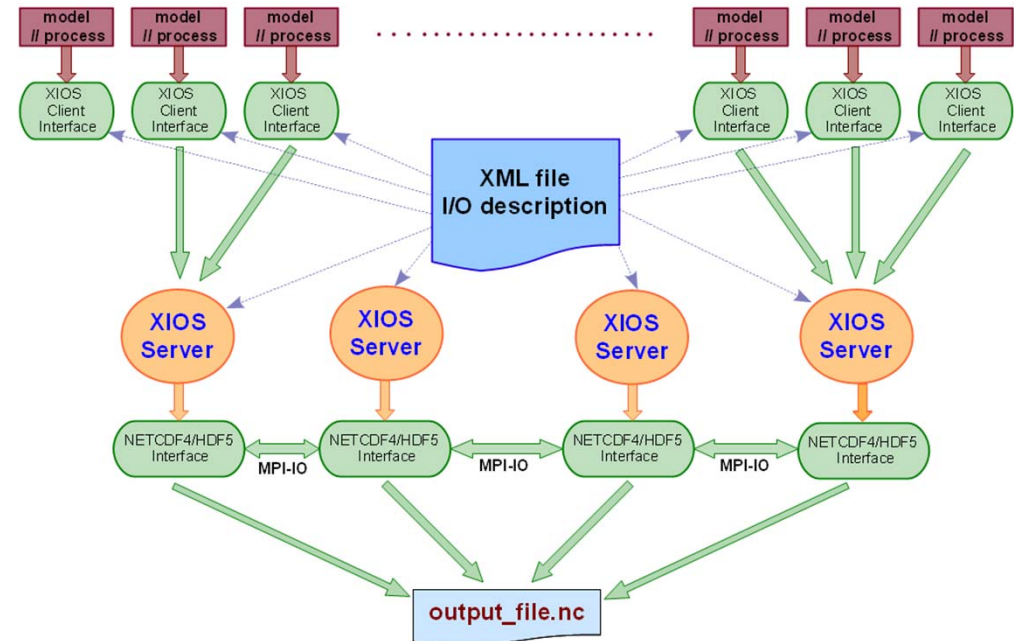 model
// process
model
// process
model
// process
model
// process
model
// process
model
// process
XIOS
Client
Interface
XIOS
Client
Interface
XIOS
Client
Interface
XIOS
Client
Interface
XIOS
Client
Interface
XIOS
Client
Interface
XML file
I/O description
XIOS
Server
XIOS
Server
XIOS
Server
XIOS
Server
NETCDF4/HDF5
Interface
MPI-IO
NETCDF4/HDF5
Interface
MPI-IO
NETCDF4/HDF5
Interface
MPI-IO
NETCDF4/HDF5
Interface
output_file.nc